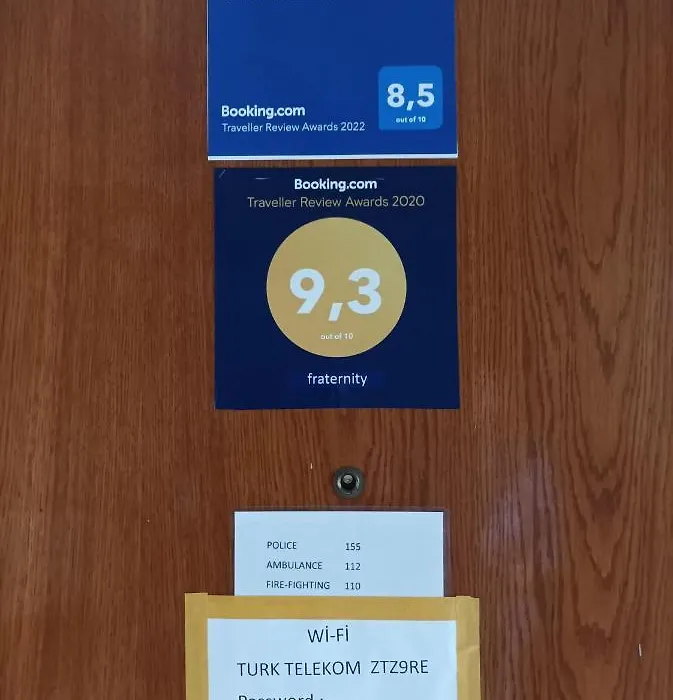 8,5
out of 10
Booking.com
Traveller Review Awards 2022
Booking.com
Traveller Review Awards 2020
9,3
out of 10
fraternity
POLICE 155
AMBULANCE 112
FIRE-FIGHTING 110
Wİ-Fİ
TURK TELEKOM ZTZ9RE
Password :